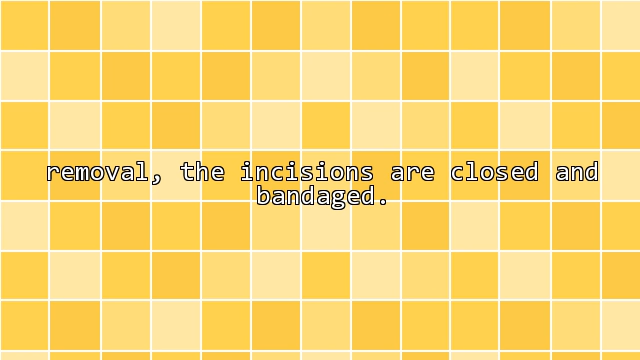 removal, the incisions are closed and
bandaged.